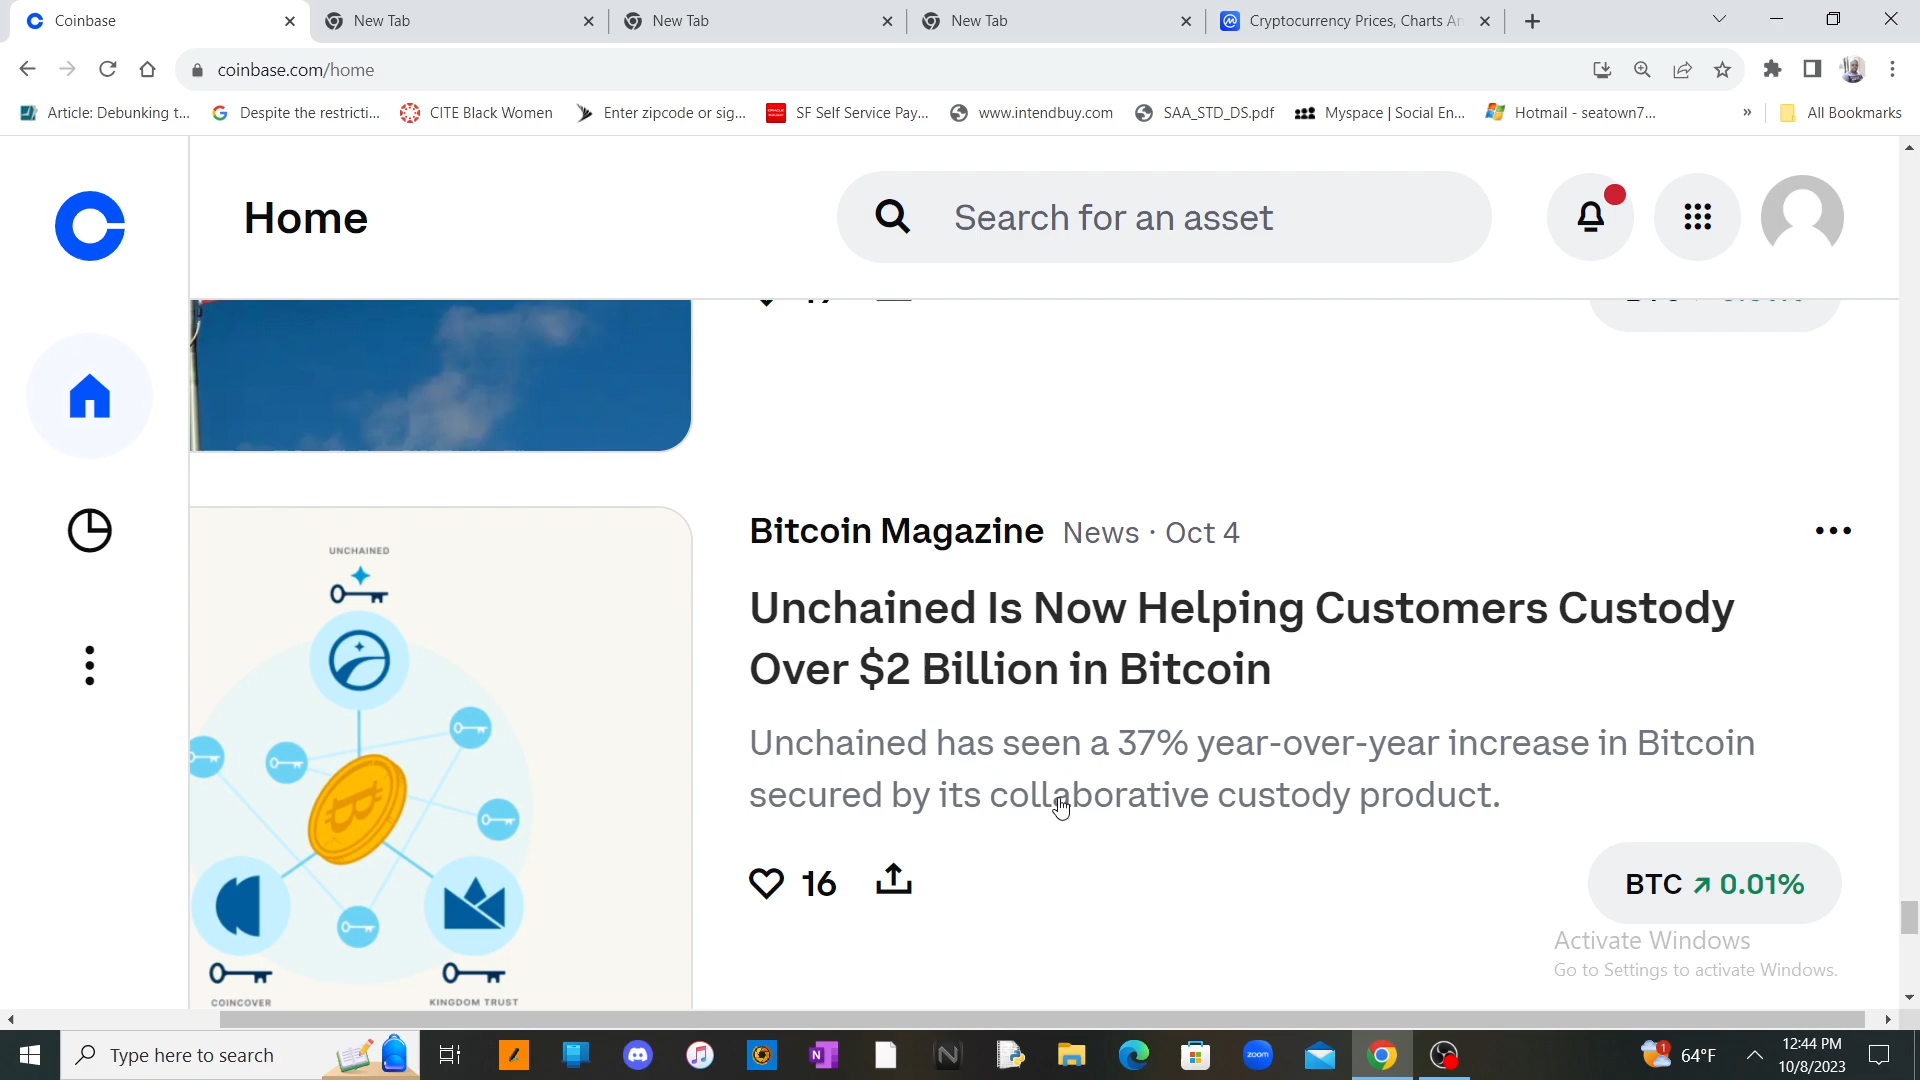 Coinbase
New Tab
New Tab
New Tab
Cryptocurrency Prices, Charts An
coinbase.com/home
Article: Debunking t...
Despite the restricti...
CITE Black Women
Enter zipcode or sig...
SF Self Service Pay...
www.intendbuy.com
SAA_STD_DS.pdf
Myspace | Social En...
Hotmail - seatown7...
»
All Bookmarks
Home
Search for an asset
Bitcoin Magazine News · Oct 4
Unchained Is Now Helping Customers Custody
Over $2 Billion in Bitcoin
Unchained has seen a 37% year-over-year increase in Bitcoin
secured by its collaborative custody product.
16
BTC ↗ 0.01%
UNCHAINED
COINCOVER
KINGDOM TRUST
Activate Windows
Go to Settings to activate Windows.
Type here to search
zoom
1
64°F
12:44 PM
10/8/2023